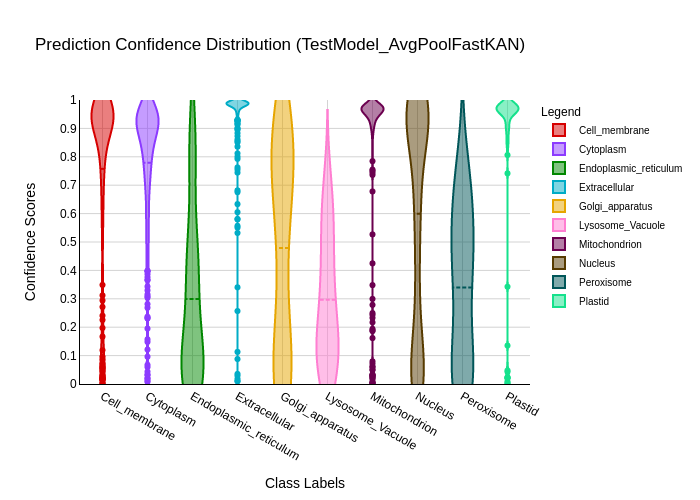 Prediction Confidence Distribution (TestModel_AvgPoolFastKAN)
Legend
Cell_membrane
Cytoplasm
Endoplasmic_reticulum
Extracellular
Golgi_apparatus
Lysosome_Vacuole
Mitochondrion
Nucleus
Peroxisome
Plastid
Confidence Scores
1
0.9
0.8
0.7
0.6
0.5
0.4
0.3
0.2
0.1
0
Cell_membrane
Cytoplasm
Endoplasmic_reticulum
Extracellular
Golgi_apparatus
Lysosome_Vacuole
Mitochondrion
Nucleus
Peroxisome
Plastid
Class Labels